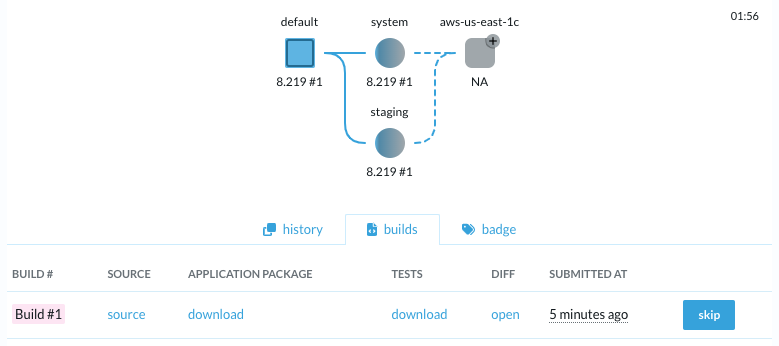 default system aws-us-east-1c 01:56
8.219 #1 8.219 #1 NA
staging
8.219 #1
history builds badge
BUILD # SOURCE APPLICATION PACKAGE TESTS DIFF SUBMITTED AT
Build #1 source download download open 5 minutes ago skip